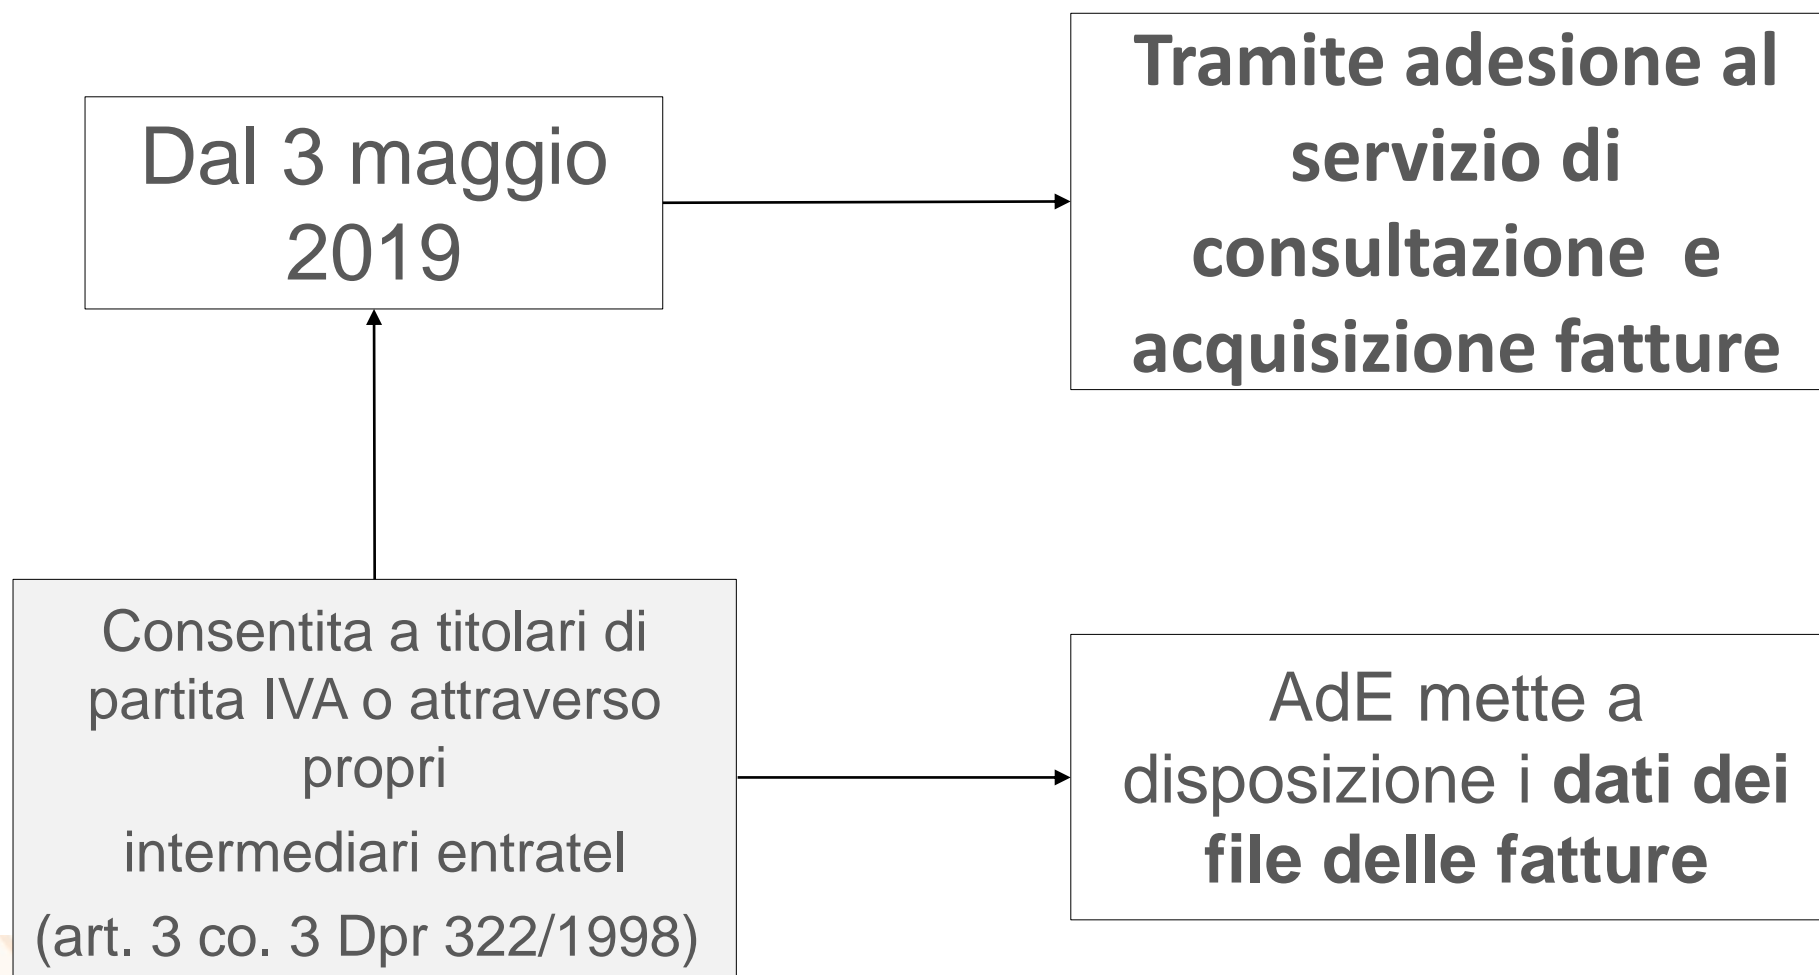 Dal 3 maggio
2019
Tramite adesione al
servizio di
consultazione e
acquisizione fatture
Consentita a titolari di
partita IVA o attraverso
propri
intermediari entratel
(art. 3 co. 3 Dpr 322/1998)
AdE mette a
disposizione i dati dei
file delle fatture